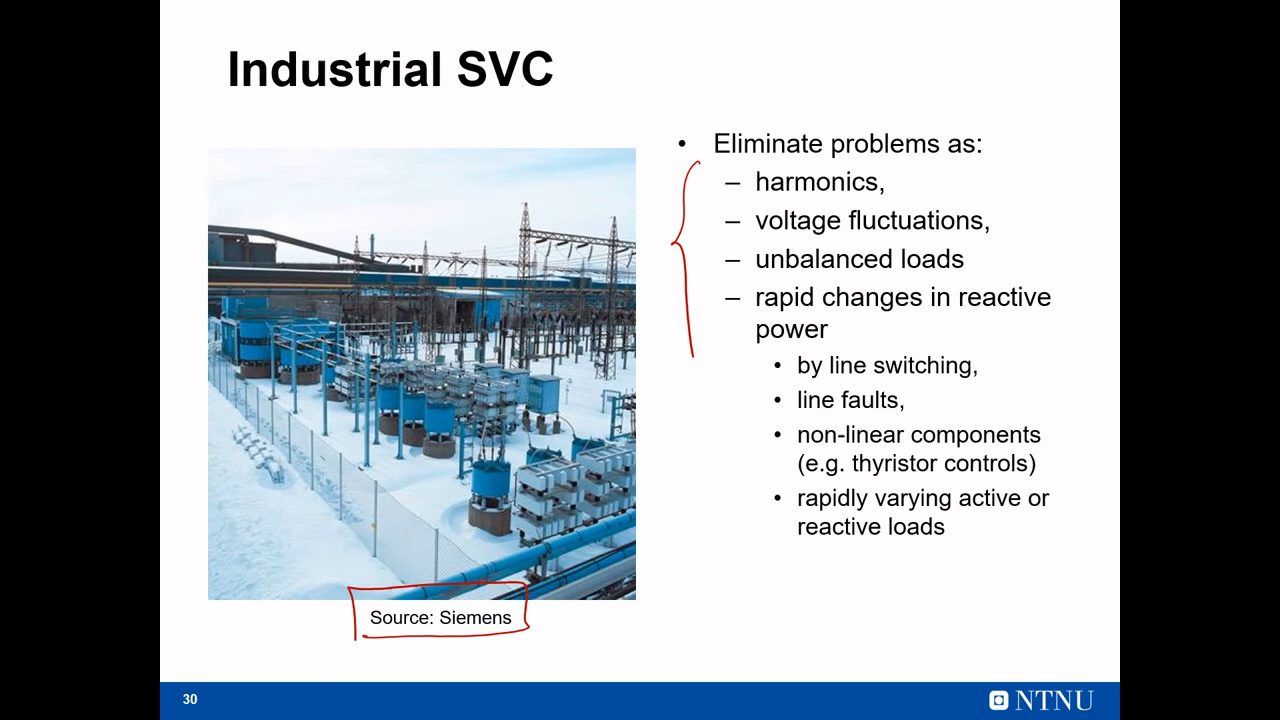 Industrial SVC
• Eliminate problems as:
– harmonics,
– voltage fluctuations,
– unbalanced loads
– rapid changes in reactive
power
• by line switching,
• line faults,
• non-linear components
(e.g. thyristor controls)
• rapidly varying active or
reactive loads
Source: Siemens
30
NTNU